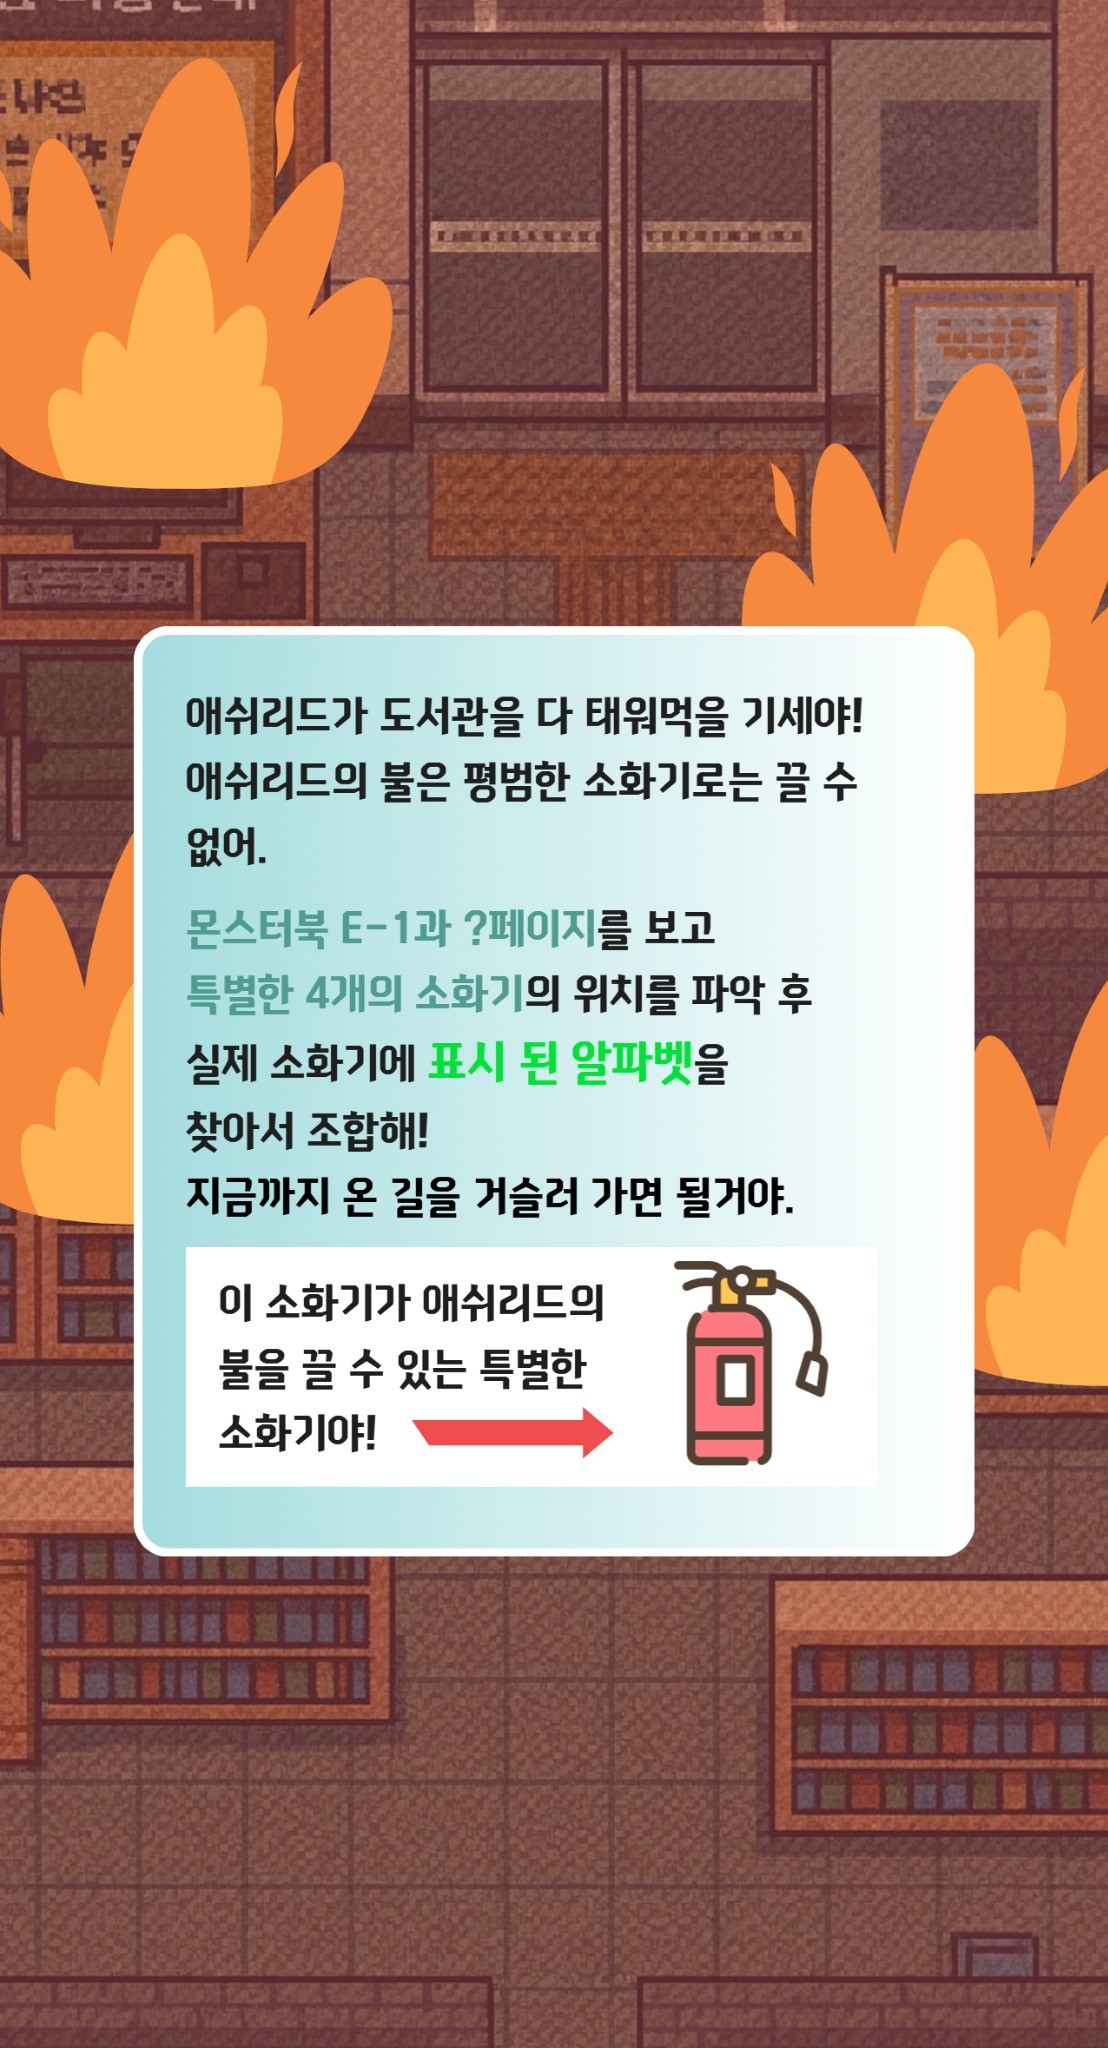 애쉬리드가 도서관을 다 태워먹을 기세야!
애쉬리드의 불은 평범한 소화기로는 끌 수
없어.
몬스터북 E-1과 ?페이지를 보고
특별한 4개의 소화기의 위치를 파악 후
실제 소화기에 표시 된 알파벳을
찾아서 조합해!
지금까지 온 길을 거슬러 가면 될거야.
이 소화기가 애쉬리드의
불을 끌 수 있는 특별한
소화기야!